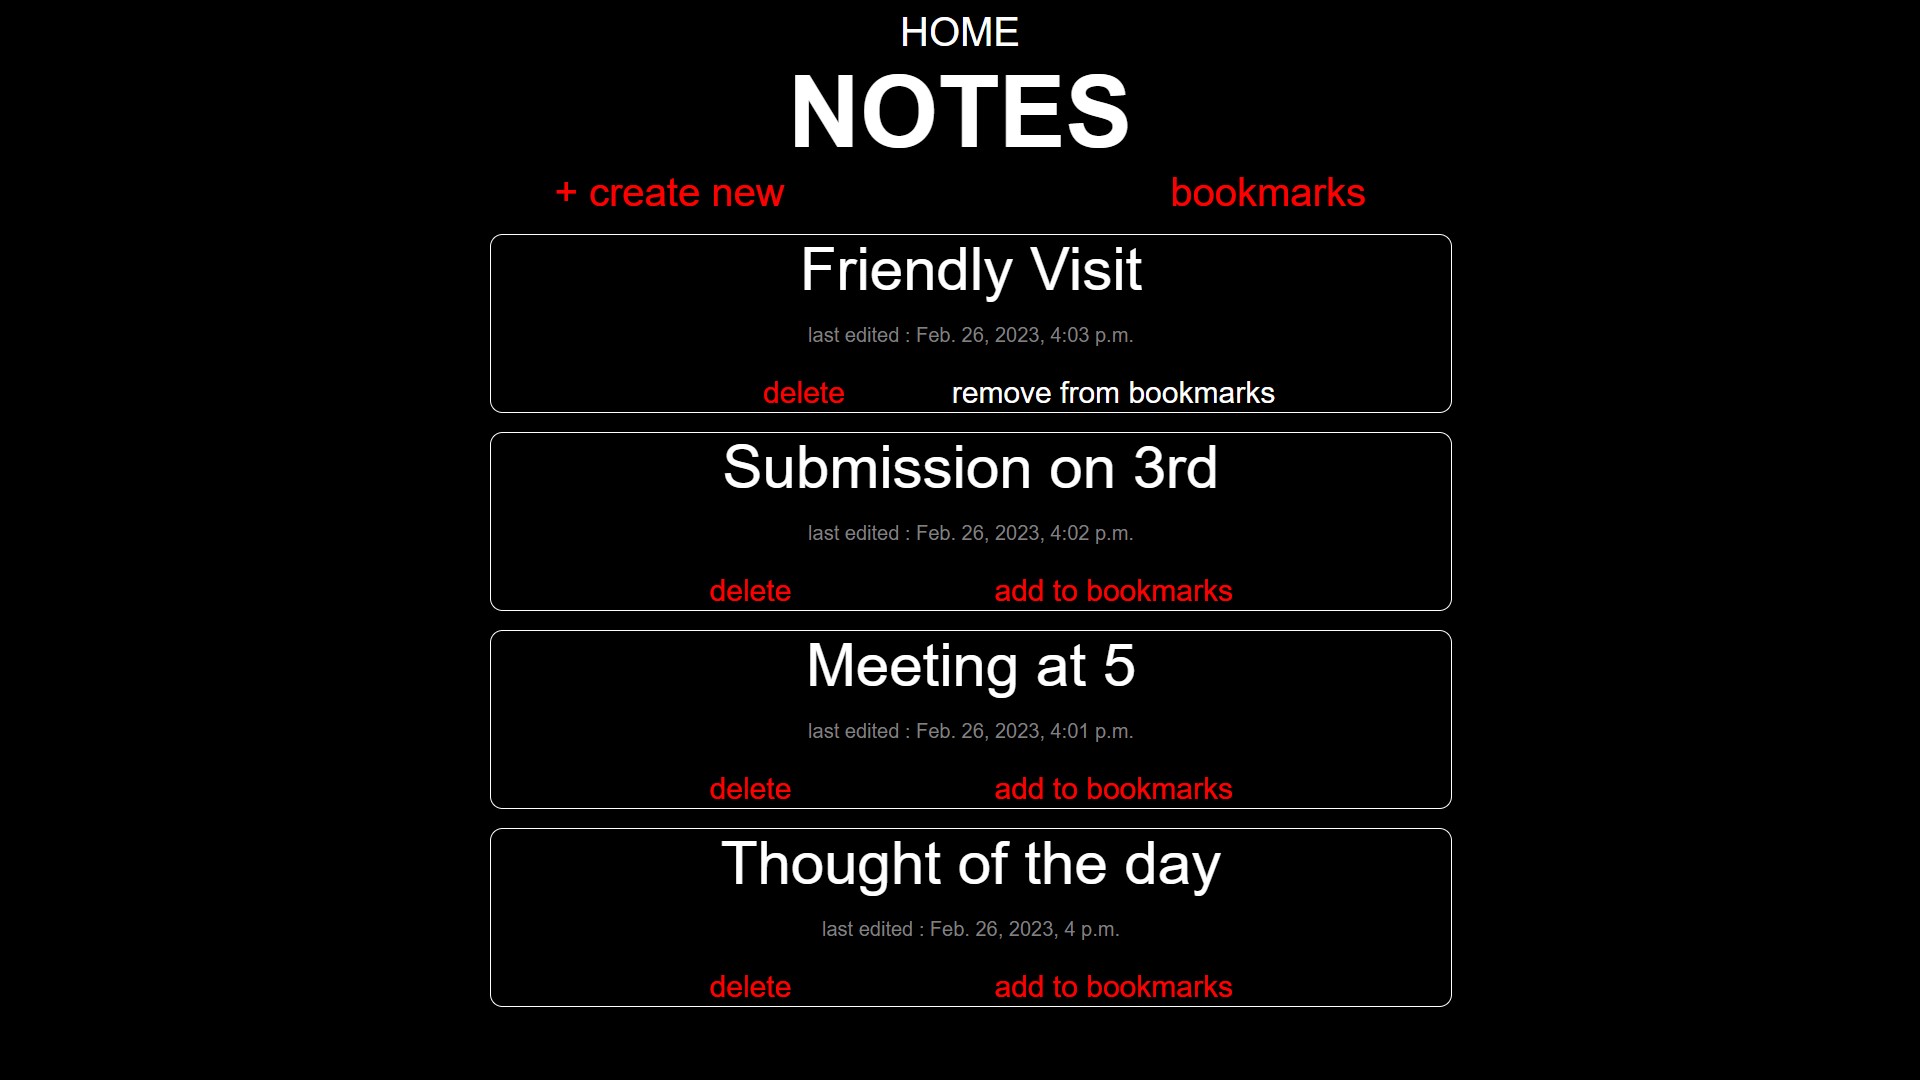 HOME
NOTES
+ create new bookmarks
Friendly Visit
last edited : Feb. 26, 2023, 4:03 p.m.
delete remove from bookmarks
Submission on 3rd
last edited : Feb. 26, 2023, 4:02 p.m.
delete add to bookmarks
Meeting at 5
last edited : Feb. 26, 2023, 4:01 p.m.
delete add to bookmarks
Thought of the day
last edited : Feb. 26, 2023, 4 p.m.
delete add to bookmarks